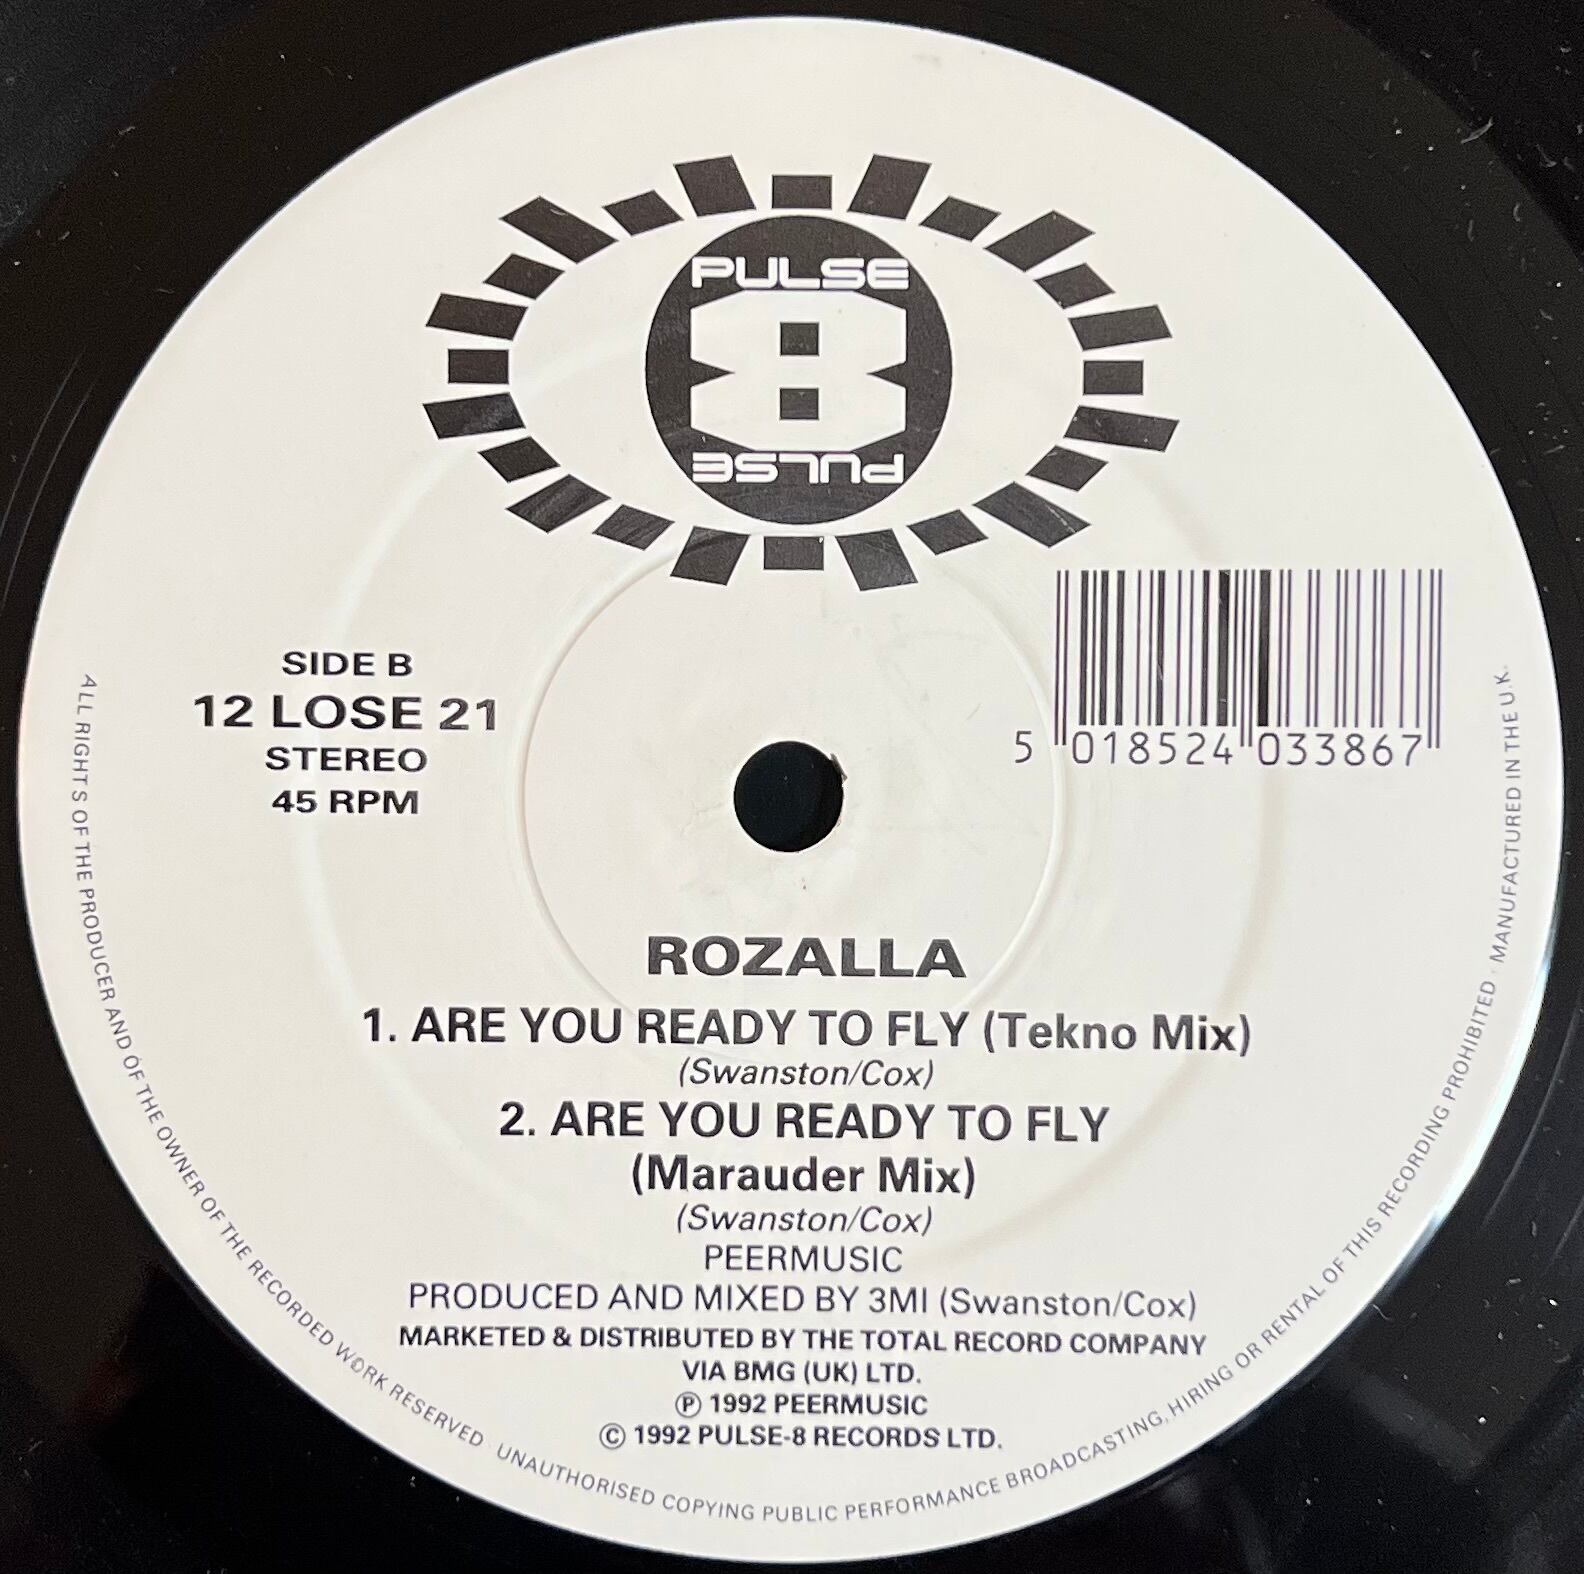 PULSE
8
PULSE
SIDE B
12 LOSE 21
STEREO
45 RPM
5 018524 033867
ROZALLA
1. ARE YOU READY TO FLY (Tekno Mix)
(Swanston/Cox)
2. ARE YOU READY TO FLY
(Marauder Mix)
(Swanston/Cox)
PEERMUSIC
PRODUCED AND MIXED BY 3MI (Swanston/Cox)
MARKETED & DISTRIBUTED BY THE TOTAL RECORD COMPANY
VIA BMG (UK) LTD.
Ⓟ 1992 PEERMUSIC
© 1992 PULSE-8 RECORDS LTD.
ALL RIGHTS OF THE PRODUCER AND OF THE OWNER OF THE RECORDED WORK RESERVED UNAUTHORISED COPYING PUBLIC PERFORMANCE BROADCASTING, HIRING OR RENTAL OF THIS RECORDING PROHIBITED · MANUFACTURED IN THE U.K.